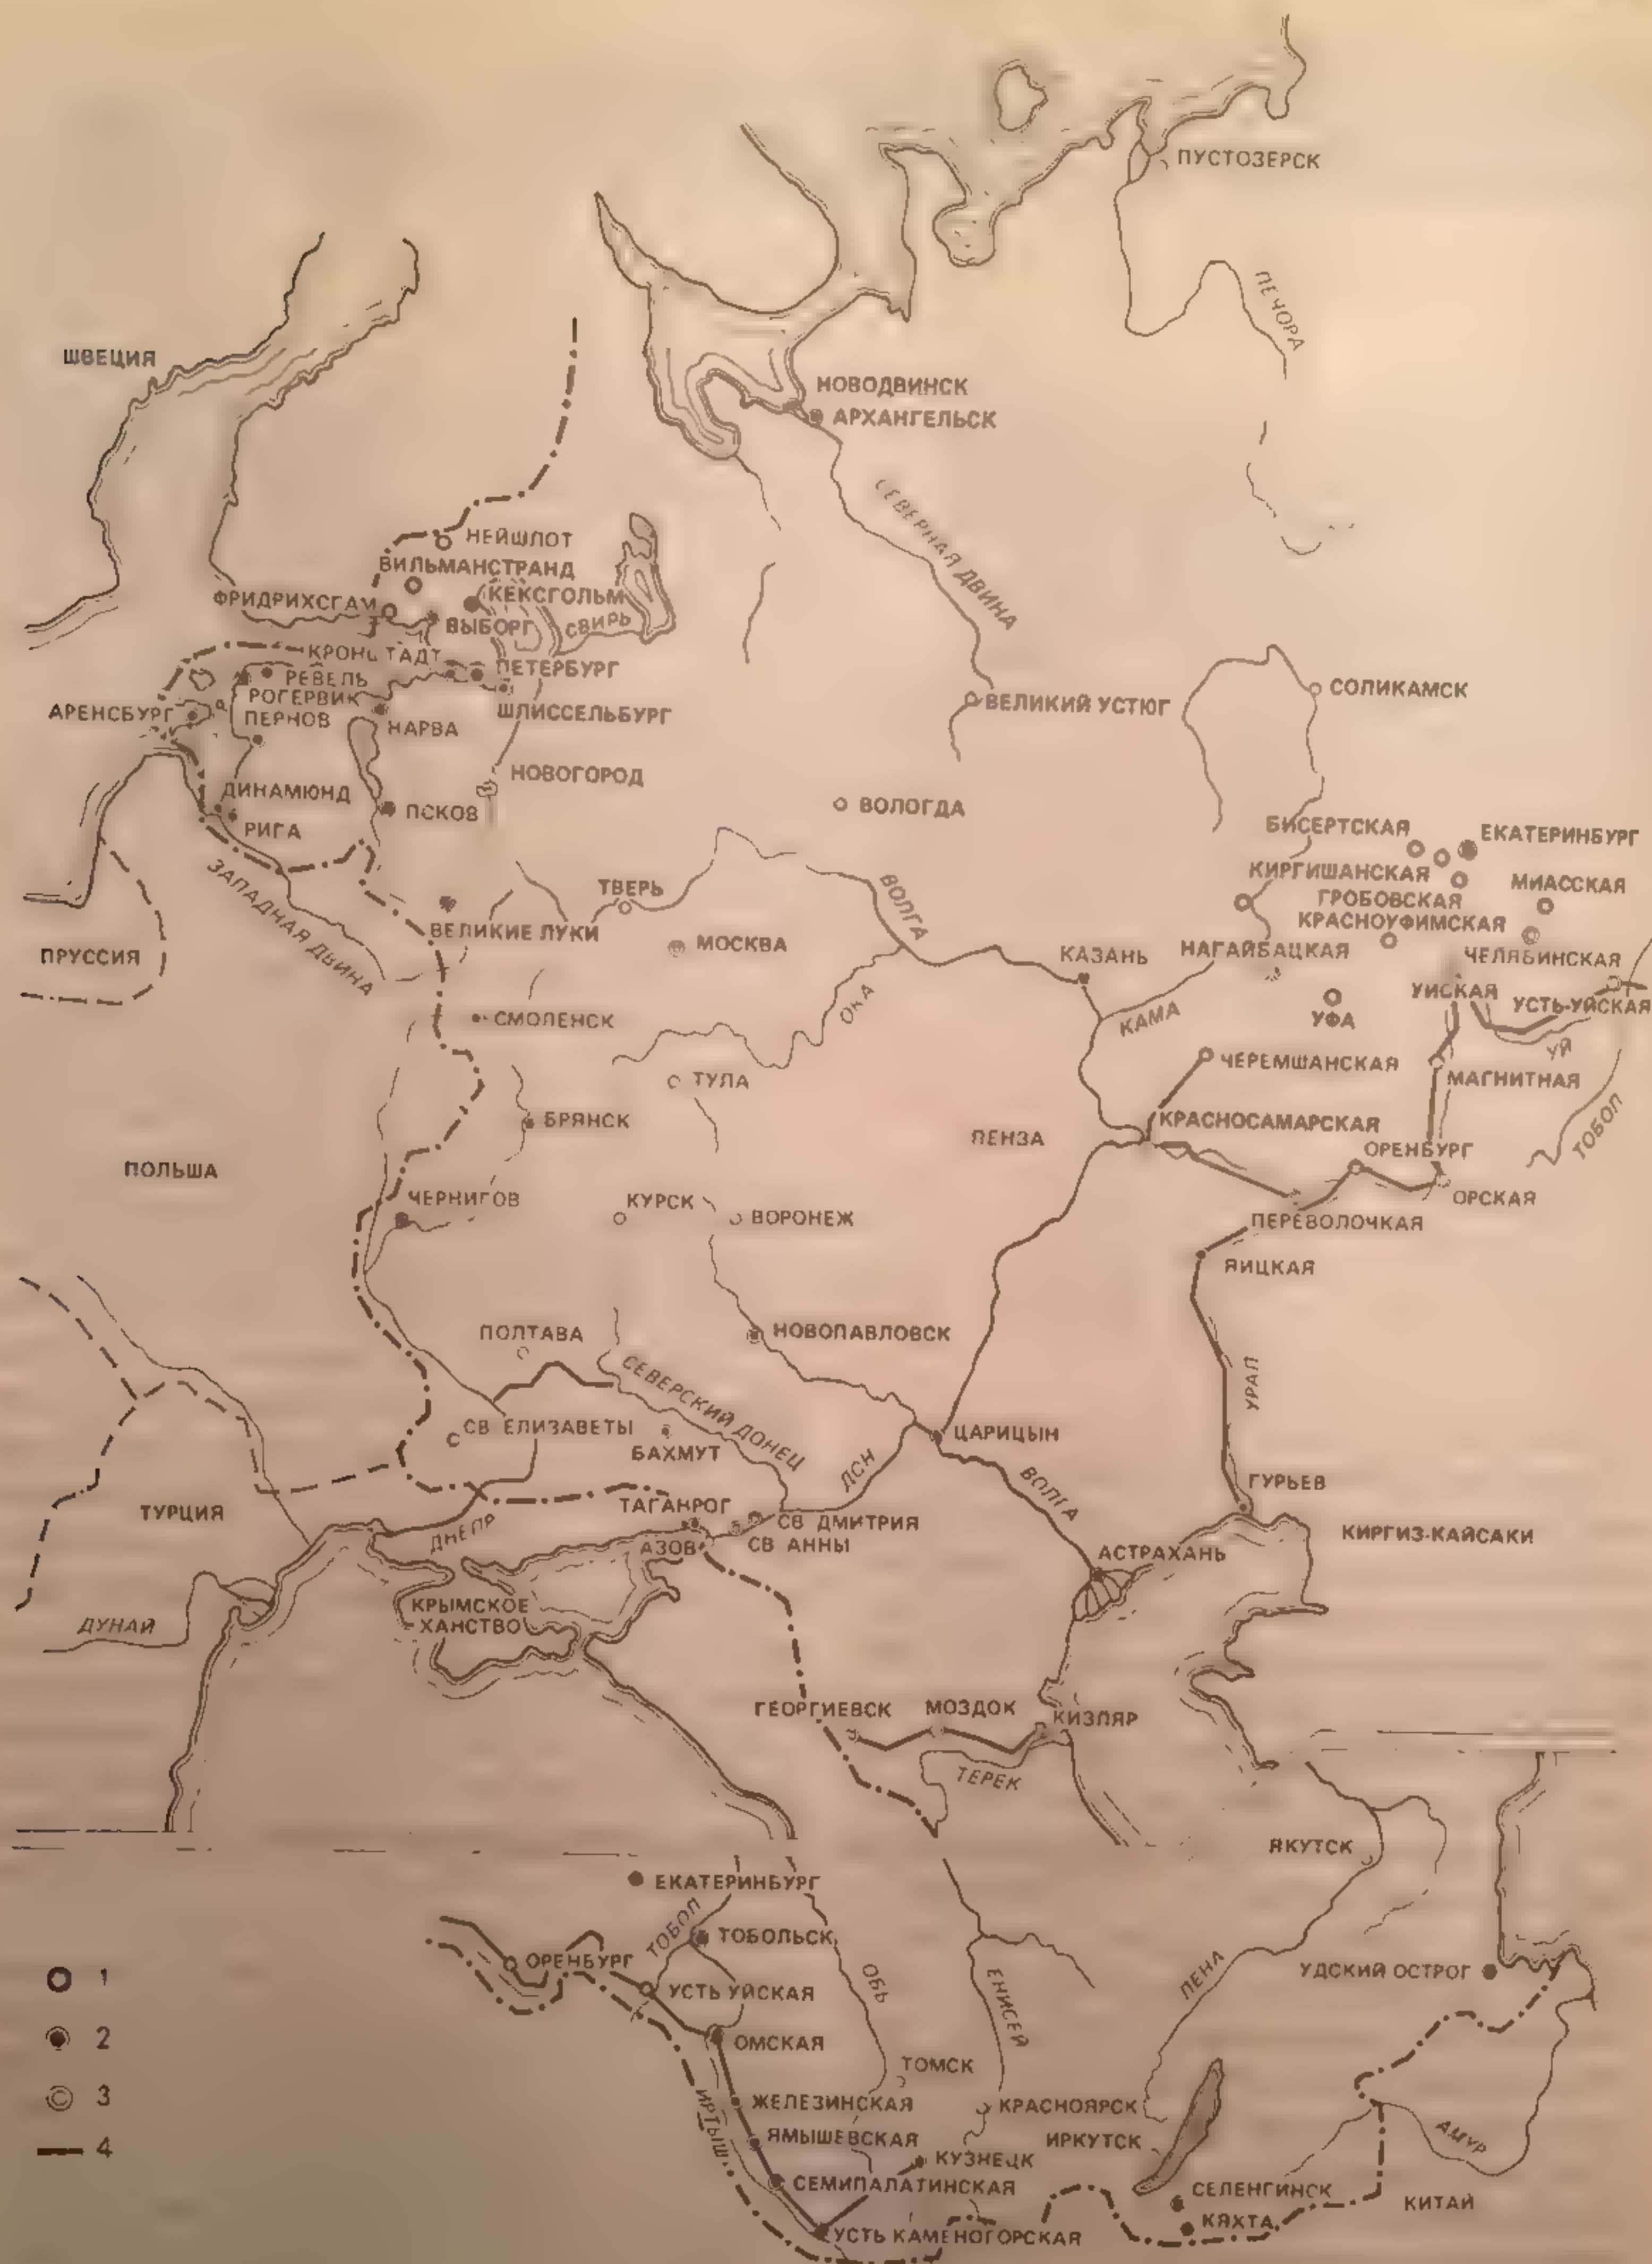 ПУСТОЗЕРСК
ПЕЧОРА
ШВЕЦИЯ
НОВОДВИНСК
АРХАНГЕЛЬСК
СЕВЕРНАЯ ДВИНА
НЕЙШЛОТ
ВИЛЬМАНСТРАНД
КЕКСГОЛЬМ
ФРИДРИХСГАМ
ВЫБОРГ
СВИРЬ
КРОНШТАДТ
ПЕТЕРБУРГ
РЕВЕЛЬ
РОГЕРВИК
АРЕНСБУРГ
ПЕРНОВ
НАРВА
ШЛИССЕЛЬБУРГ
ВЕЛИКИЙ УСТЮГ
СОЛИКАМСК
НОВОГОРОД
ДИНАМЮНД
ПСКОВ
РИГА
ВОЛОГДА
БИСЕРТСКАЯ
ЕКАТЕРИНБУРГ
ЗАПАДНАЯ ДВИНА
ТВЕРЬ
ВОЛГА
КИРГИШАНСКАЯ
МИАССКАЯ
ГРОБОВСКАЯ
ВЕЛИКИЕ ЛУКИ
МОСКВА
КРАСНОУФИМСКАЯ
ПРУССИЯ
КАЗАНЬ
НАГАЙБАЦКАЯ
ЧЕЛЯБИНСКАЯ
ОКА
КАМА
УФА
УЙСКАЯ
УСТЬ-УЙСКАЯ
СМОЛЕНСК
УЙ
ТУЛА
ЧЕРЕМШАНСКАЯ
МАГНИТНАЯ
БРЯНСК
ПЕНЗА
КРАСНОСАМАРСКАЯ
ТОБОЛ
ПОЛЬША
ОРЕНБУРГ
ОРСКАЯ
ЧЕРНИГОВ
КУРСК
ВОРОНЕЖ
ПЕРЕВОЛОЧКАЯ
ЯИЦКАЯ
ПОЛТАВА
НОВОПАВЛОВСК
СЕВЕРСКИЙ ДОНЕЦ
УРАЛ
СВ ЕЛИЗАВЕТЫ
БАХМУТ
ДОН
ЦАРИЦЫН
ВОЛГА
ГУРЬЕВ
ТУРЦИЯ
ТАГАНРОГ
ДНЕПР
СВ ДМИТРИЯ
КИРГИЗ-КАЙСАКИ
АЗОВ
СВ АННЫ
АСТРАХАНЬ
ДУНАЙ
КРЫМСКОЕ
ХАНСТВО
ГЕОРГИЕВСК
МОЗДОК
КИЗЛЯР
ТЕРЕК
ЯКУТСК
ЕКАТЕРИНБУРГ
ТОБОЛ
ТОБОЛЬСК
ОРЕНБУРГ
УСТЬ УЙСКАЯ
ОБЬ
ЕНИСЕЙ
ЛЕНА
УДСКИЙ ОСТРОГ
1
2
3
4
ОМСКАЯ
ТОМСК
ИРТЫШ
ЖЕЛЕЗИНСКАЯ
КРАСНОЯРСК
ЯМЫШЕВСКАЯ
ИРКУТСК
АМУР
КУЗНЕЦК
СЕМИПАЛАТИНСКАЯ
СЕЛЕНГИНСК
КИТАЙ
КЯХТА
УСТЬ КАМЕНОГОРСКАЯ